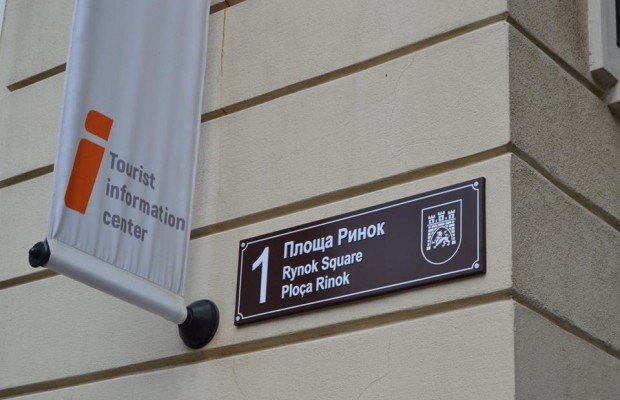 i
Tourist
information
center
1
Площа Ринок
Rynok Square
Ploça Rinok